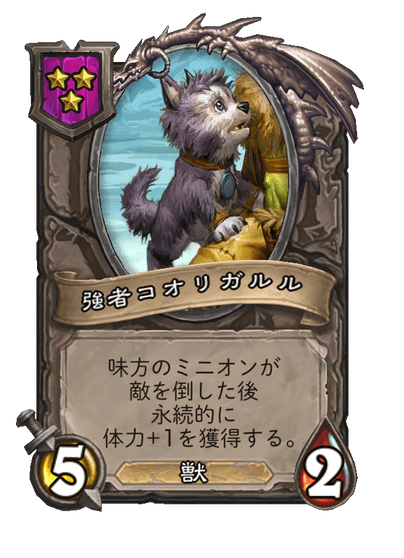 強者コオリガルル
味方のミニオンが
敵を倒した後
永続的に
体力+1を獲得する。
5
獣
2